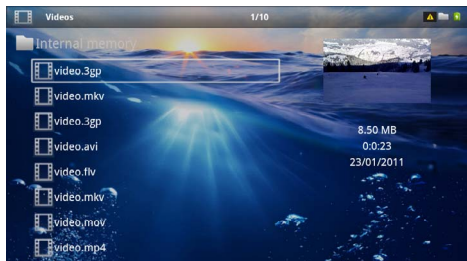 Videos 1/10
Internal memory
video.3gp
video.mkv
video.3gp
video.avi
video.flv
video.mkv
video.mov
video.mp4
8.50 MB
0:0:23
23/01/2011